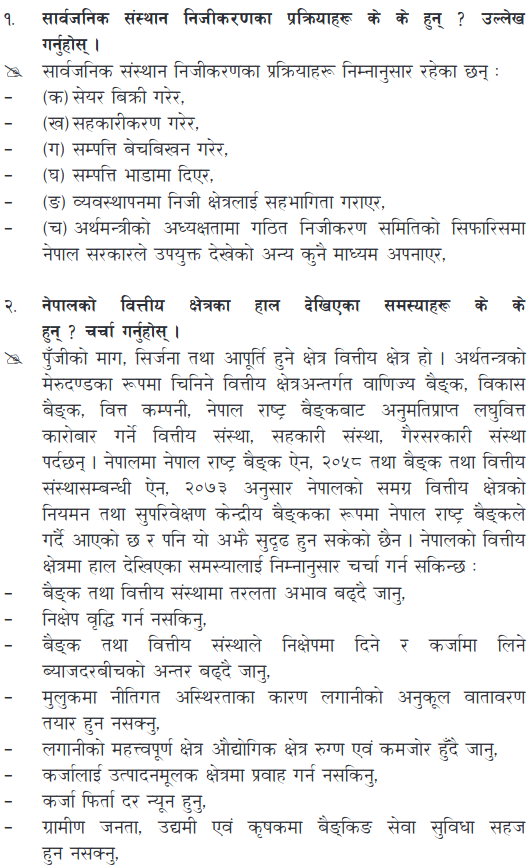 १. सार्वजनिक संस्थान निजीकरणका प्रक्रियाहरू के के हुन् ? उल्लेख
गर्नुहोस् ।
सार्वजनिक संस्थान निजीकरणका प्रक्रियाहरू निम्नानुसार रहेका छन् :
– (क) सेयर बिक्री गरेर,
– (ख) सहकारीकरण गरेर,
– (ग) सम्पत्ति बेचबिखन गरेर,
– (घ) सम्पत्ति भाडामा दिएर,
– (ङ) व्यवस्थापनमा निजी क्षेत्रलाई सहभागिता गराएर,
– (च) अर्थमन्त्रीको अध्यक्षतामा गठित निजीकरण समितिको सिफारिसमा
नेपाल सरकारले उपयुक्त देखेको अन्य कुनै माध्यम अपनाएर,
२. नेपालको वित्तीय क्षेत्रका हाल देखिएका समस्याहरू के के
हुन् ? चर्चा गर्नुहोस् ।
पुँजीको माग, सिर्जना तथा आपूर्ति हुने क्षेत्र वित्तीय क्षेत्र हो । अर्थतन्त्रको
मेरुदण्डका रूपमा चिनिने वित्तीय क्षेत्रअन्तर्गत वाणिज्य बैङ्क, विकास
बैङ्क, वित्त कम्पनी, नेपाल राष्ट्र बैङ्कबाट अनुमतिप्राप्त लघुवित्त
कारोबार गर्ने वित्तीय संस्था, सहकारी संस्था, गैरसरकारी संस्था
पर्दछन् । नेपालमा नेपाल राष्ट्र बैङ्क ऐन, २०५८ तथा बैङ्क तथा वित्तीय
संस्थासम्बन्धी ऐन, २०७३ अनुसार नेपालको समग्र वित्तीय क्षेत्रको
नियमन तथा सुपरिवेक्षण केन्द्रीय बैङ्कका रूपमा नेपाल राष्ट्र बैङ्कले
गर्दै आएको छ र पनि यो अझै सुदृढ हुन सकेको छैन । नेपालको वित्तीय
क्षेत्रमा हाल देखिएका समस्यालाई निम्नानुसार चर्चा गर्न सकिन्छ :
– बैङ्क तथा वित्तीय संस्थामा तरलता अभाव बढ्दै जानु,
– निक्षेप वृद्धि गर्न नसकिनु,
– बैङ्क तथा वित्तीय संस्थाले निक्षेपमा दिने र कर्जामा लिने
ब्याजदरबीचको अन्तर बढ्दै जानु,
– मुलुकमा नीतिगत अस्थिरताका कारण लगानीको अनुकूल वातावरण
तयार हुन नसक्नु,
– लगानीको महत्त्वपूर्ण क्षेत्र औद्योगिक क्षेत्र रुग्ण एवं कमजोर हुँदै जानु,
– कर्जालाई उत्पादनमूलक क्षेत्रमा प्रवाह गर्न नसकिनु,
– कर्जा फिर्ता दर न्यून हुनु,
– ग्रामीण जनता, उद्यमी एवं कृषकमा बैङ्किङ सेवा सुविधा सहज
हुन नसक्नु,